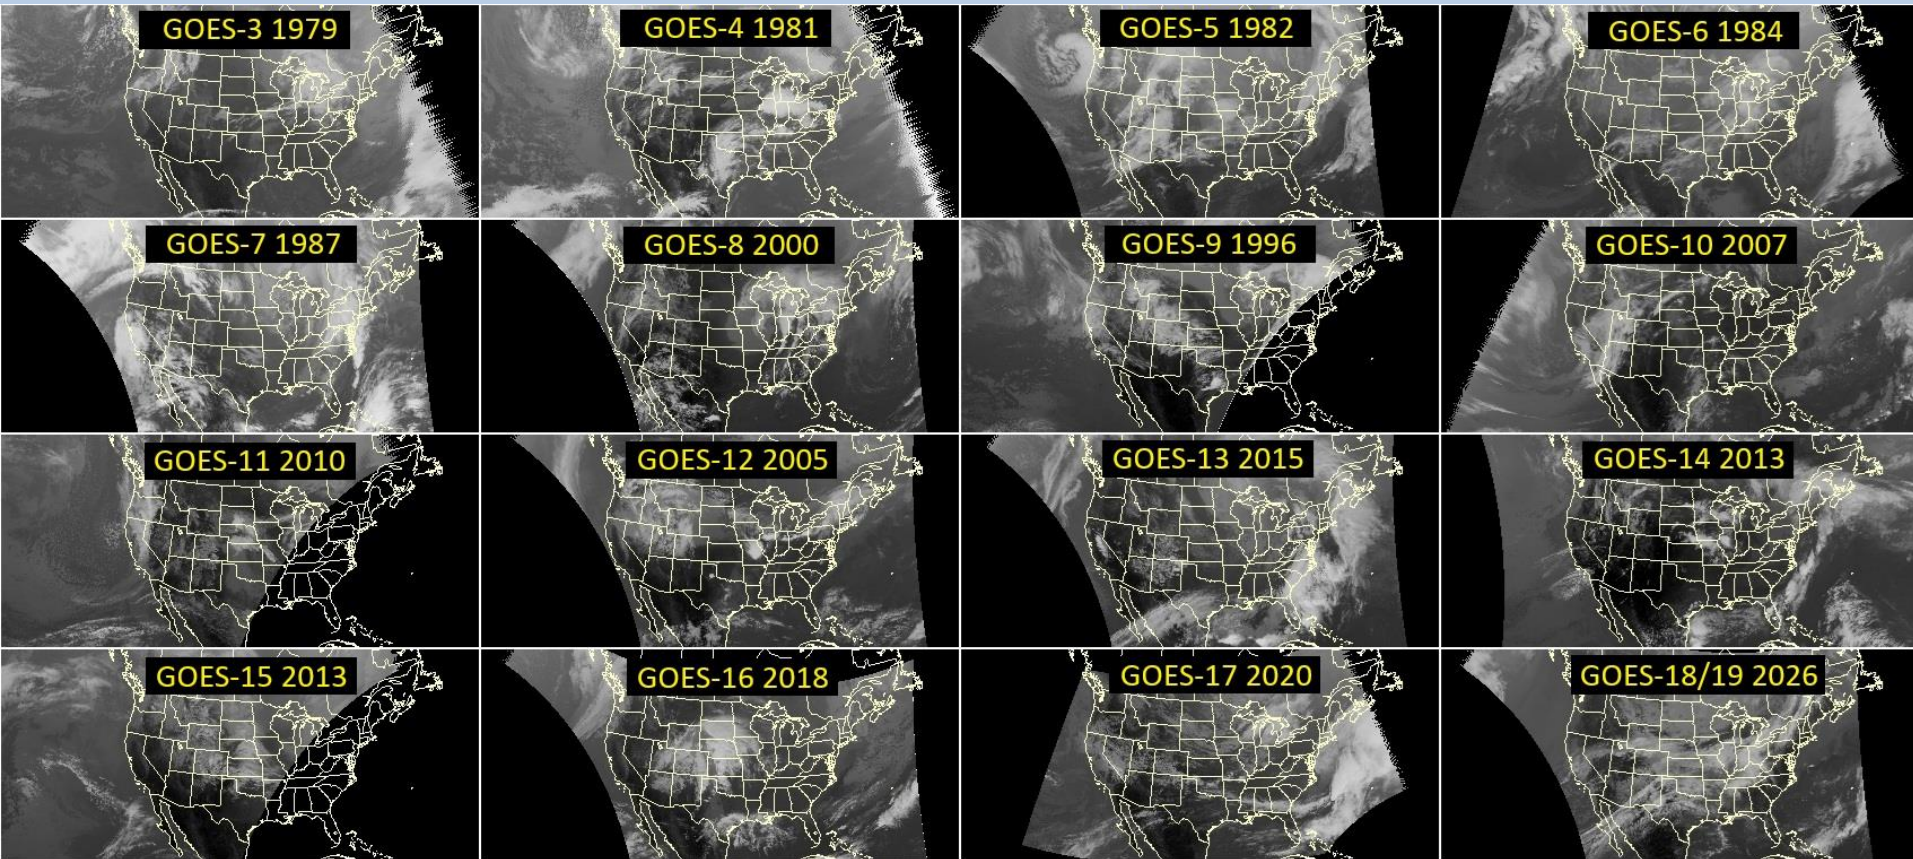 GOES-3 1979
GOES-4 1981
GOES-5 1982
GOES-6 1984
GOES-7 1987
GOES-8 2000
GOES-9 1996
GOES-10 2007
GOES-11 2010
GOES-12 2005
GOES-13 2015
GOES-14 2013
GOES-15 2013
GOES-16 2018
GOES-17 2020
GOES-18/19 2026